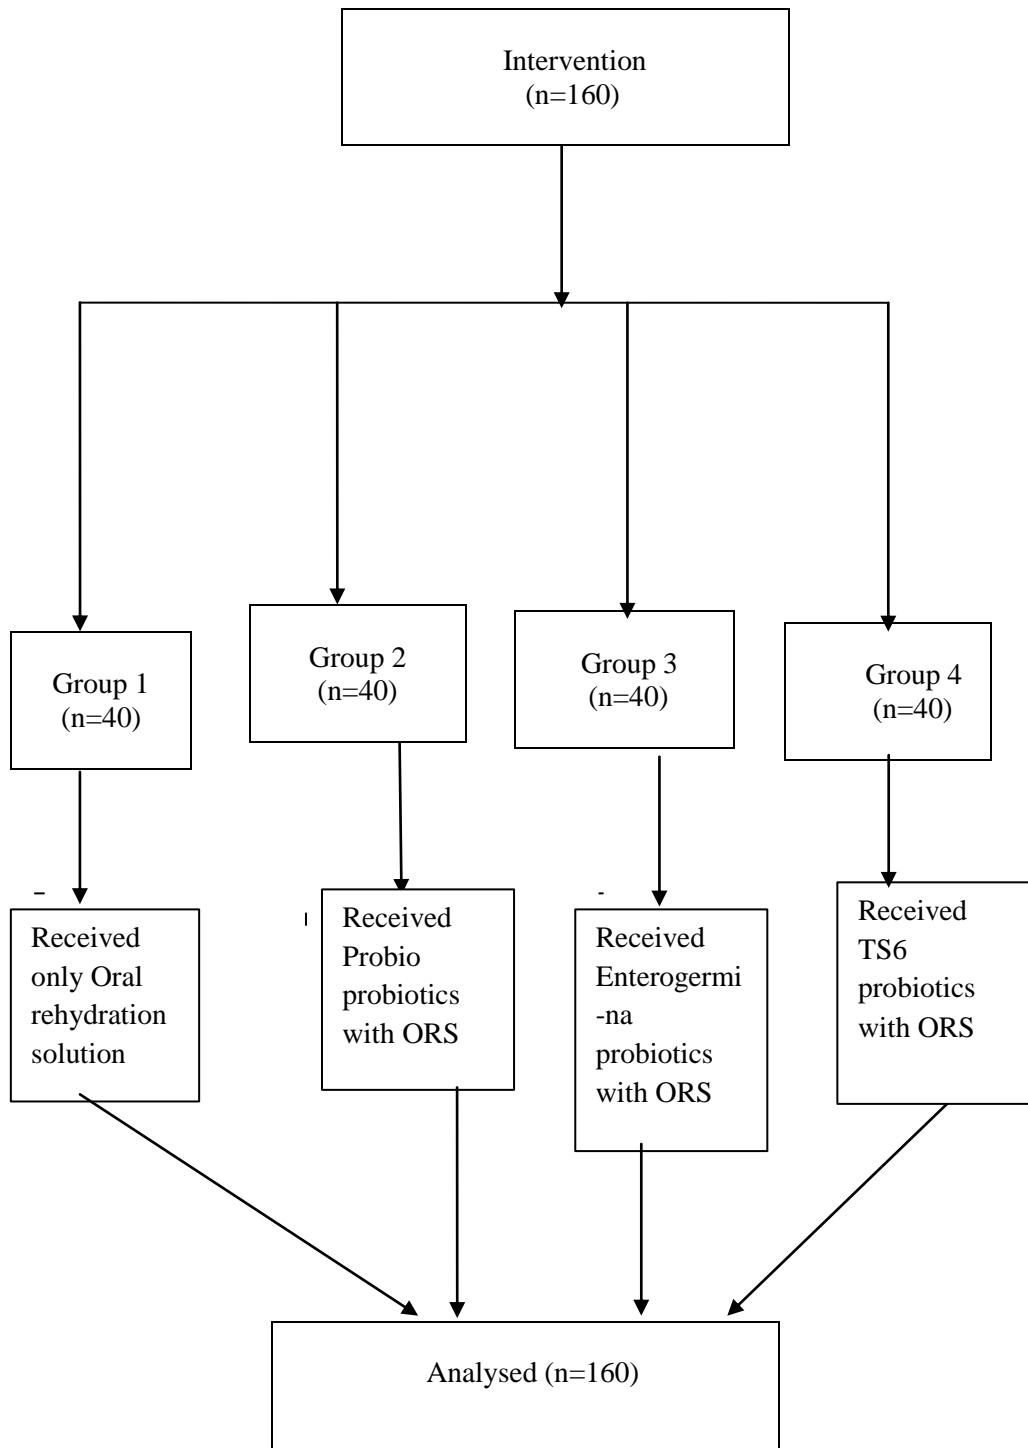 Intervention
(n=160)
Group 1
(n=40)
Group 2
(n=40)
Group 3
(n=40)
Group 4
(n=40)
Received
only Oral
rehydration
solution
Received
Probio
probiotics
with ORS
Received
Enterogermi
-na
probiotics
with ORS
Received
TS6
probiotics
with ORS
Analysed (n=160)